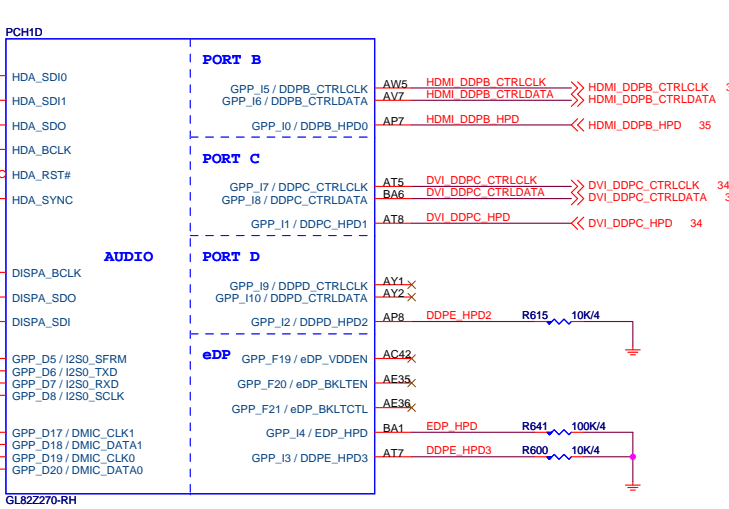 PCH1D
PORT B
HDA_SDI0
GPP_I5 / DDPB_CTRLCLK AW5 HDMI_DDPB_CTRLCLK HDMI_DDPB_CTRLCLK
HDA_SDI1 GPP_I6 / DDPB_CTRLDATA AV7 HDMI_DDPB_CTRLDATA HDMI_DDPB_CTRLDATA
HDA_SDO GPP_I0 / DDPB_HPD0 AP7 HDMI_DDPB_HPD HDMI_DDPB_HPD 35
HDA_BCLK
PORT C
HDA_RST#
GPP_I7 / DDPC_CTRLCLK AT5 DVI_DDPC_CTRLCLK DVI_DDPC_CTRLCLK 34
HDA_SYNC GPP_I8 / DDPC_CTRLDATA BA6 DVI_DDPC_CTRLDATA DVI_DDPC_CTRLDATA
GPP_I1 / DDPC_HPD1 AT8 DVI_DDPC_HPD DVI_DDPC_HPD 34
AUDIO PORT D
DISPA_BCLK
GPP_I9 / DDPD_CTRLCLK AY1
DISPA_SDO GPP_I10 / DDPD_CTRLDATA AY2
DISPA_SDI GPP_I2 / DDPD_HPD2 AP8 DDPE_HPD2 R615 10K/4
eDP
GPP_D5 / I2S0_SFRM GPP_F19 / eDP_VDDEN AC42
GPP_D6 / I2S0_TXD
GPP_D7 / I2S0_RXD GPP_F20 / eDP_BKLTEN AE35
GPP_D8 / I2S0_SCLK
GPP_F21 / eDP_BKLTCTL AE36
GPP_D17 / DMIC_CLK1 GPP_I4 / EDP_HPD BA1 EDP_HPD R641 100K/4
GPP_D18 / DMIC_DATA1
GPP_D19 / DMIC_CLK0 GPP_I3 / DDPE_HPD3 AT7 DDPE_HPD3 R600 10K/4
GPP_D20 / DMIC_DATA0
GL82Z270-RH